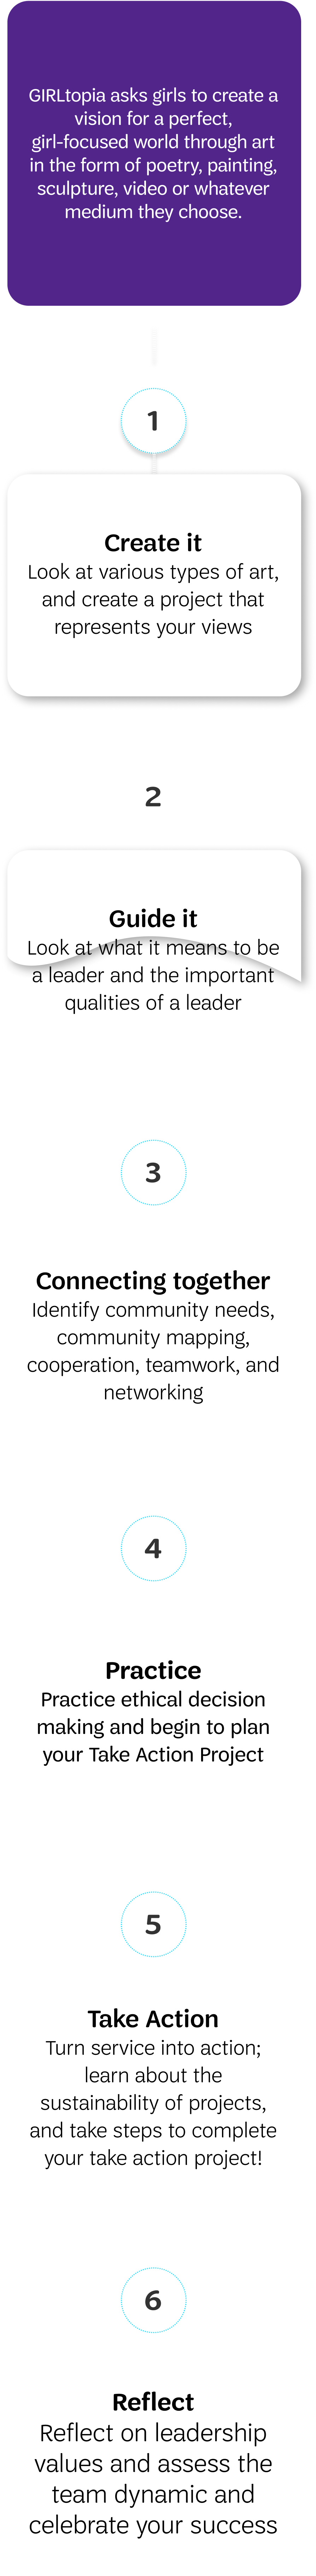 GIRLtopia asks girls to create a
vision for a perfect,
girl-focused world through art
in the form of poetry, painting,
sculpture, video or whatever
medium they choose.
1
Create it
Look at various types of art,
and create a project that
represents your views
2
Guide it
Look at what it means to be
a leader and the important
qualities of a leader
3
Connecting together
Identify community needs,
community mapping,
cooperation, teamwork, and
networking
4
Practice
Practice ethical decision
making and begin to plan
your Take Action Project
5
Take Action
Turn service into action;
learn about the
sustainability of projects,
and take steps to complete
your take action project!
6
Reflect
Reflect on leadership
values and assess the
team dynamic and
celebrate your success